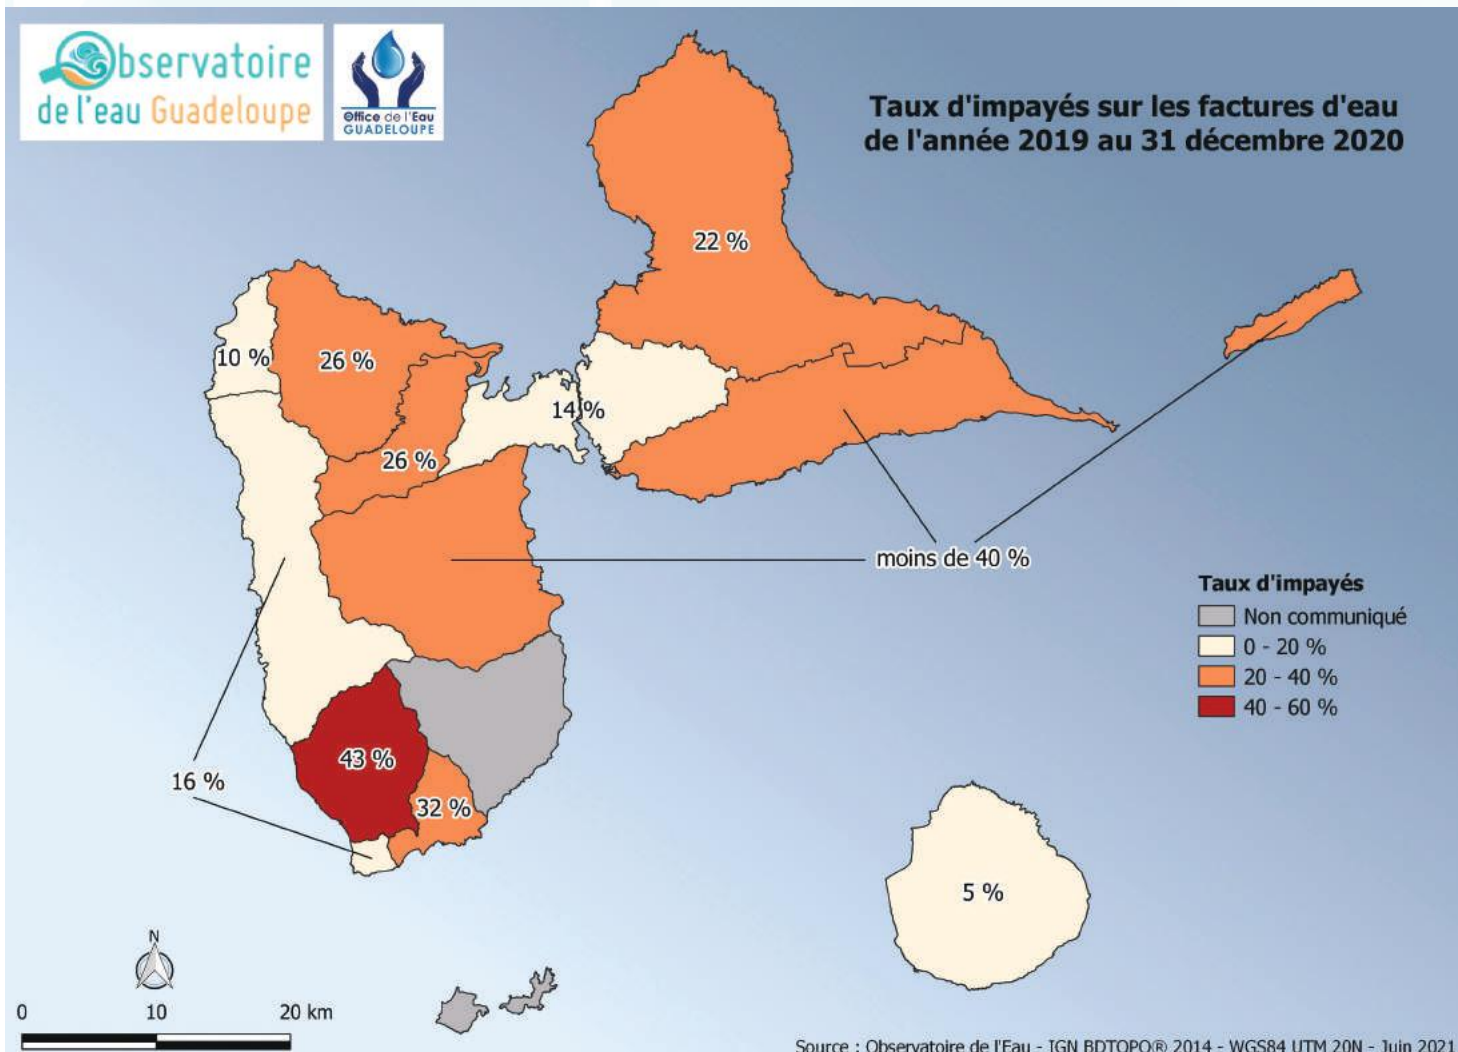 Observatoire
de l'eau Guadeloupe
Office de l'Eau
GUADELOUPE
Taux d'impayés sur les factures d'eau
de l'année 2019 au 31 décembre 2020
22 %
10 %
26 %
14 %
26 %
moins de 40 %
Taux d'impayés
Non communiqué
0 - 20 %
20 - 40 %
40 - 60 %
43 %
16 %
32 %
5 %
N
0 10 20 km
Source : Observatoire de l'Eau - IGN BDTOPO® 2014 - WGS84 UTM 20N - Juin 2021